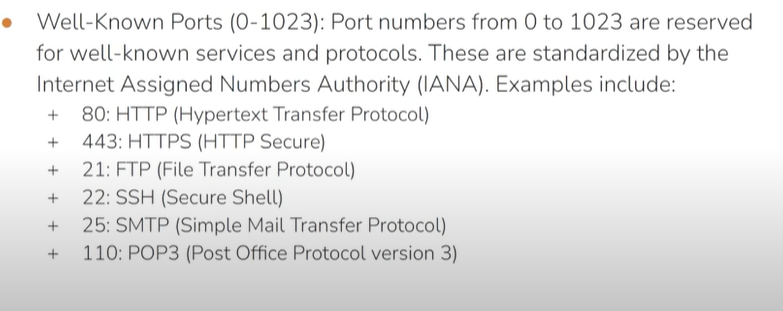 • Well-Known Ports (0-1023): Port numbers from 0 to 1023 are reserved
for well-known services and protocols. These are standardized by the
Internet Assigned Numbers Authority (IANA). Examples include:
+ 80: HTTP (Hypertext Transfer Protocol)
+ 443: HTTPS (HTTP Secure)
+ 21: FTP (File Transfer Protocol)
+ 22: SSH (Secure Shell)
+ 25: SMTP (Simple Mail Transfer Protocol)
+ 110: POP3 (Post Office Protocol version 3)